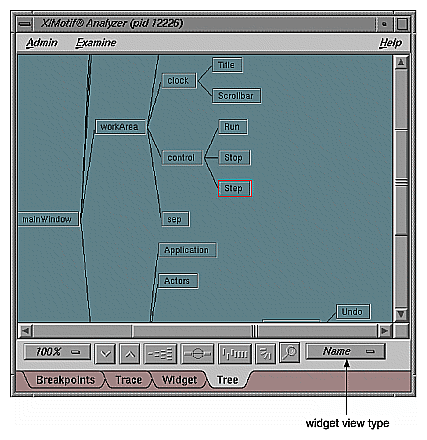 X/Motif® Analyzer (pid 12226)
Admin Examine Help
Title
clock
Scrollbar
workArea
Run
control
Stop
Step
mainWindow
sep
Application
Actors
Undo
100%
Name
Breakpoints Trace Widget Tree
widget view type